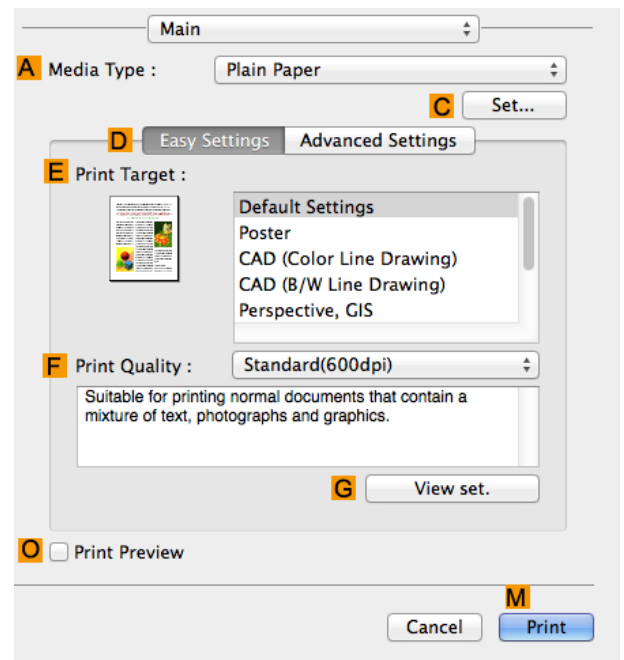 Main
A Media Type : Plain Paper
C Set...
D Easy Settings Advanced Settings
E Print Target :
Default Settings
Poster
CAD (Color Line Drawing)
CAD (B/W Line Drawing)
Perspective, GIS
F Print Quality : Standard(600dpi)
Suitable for printing normal documents that contain a
mixture of text, photographs and graphics.
G View set.
O Print Preview
M
Cancel Print